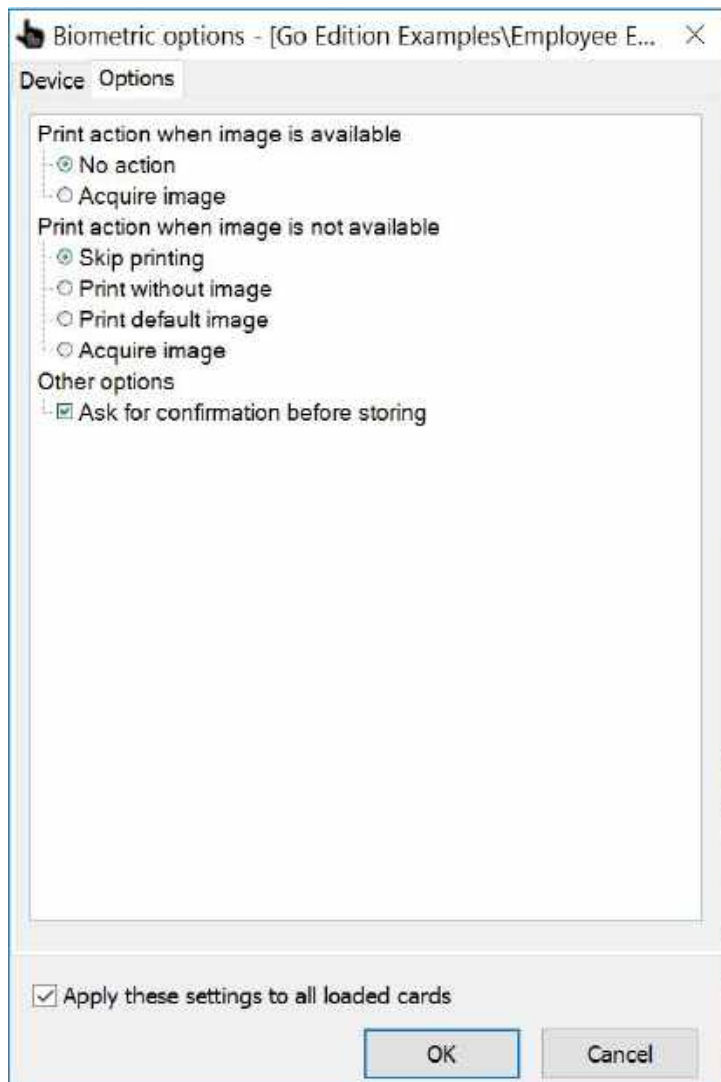 Biometric options - [Go Edition Examples\Employee E...
Device Options
Print action when image is available
No action
Acquire image
Print action when image is not available
Skip printing
Print without image
Print default image
Acquire image
Other options
Ask for confirmation before storing
Apply these settings to all loaded cards
OK Cancel